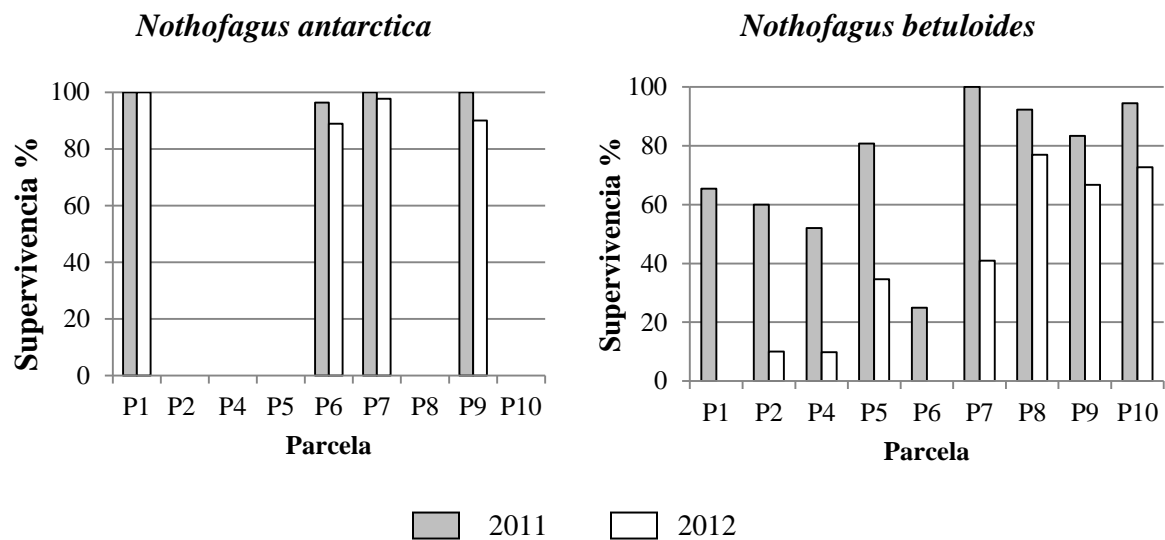 Nothofagus antarctica
Supervivencia %
100
80
60
40
20
0
P1 P2 P4 P5 P6 P7 P8 P9 P10
Parcela
Nothofagus betuloides
Supervivencia %
100
80
60
40
20
0
P1 P2 P4 P5 P6 P7 P8 P9 P10
Parcela
2011 2012